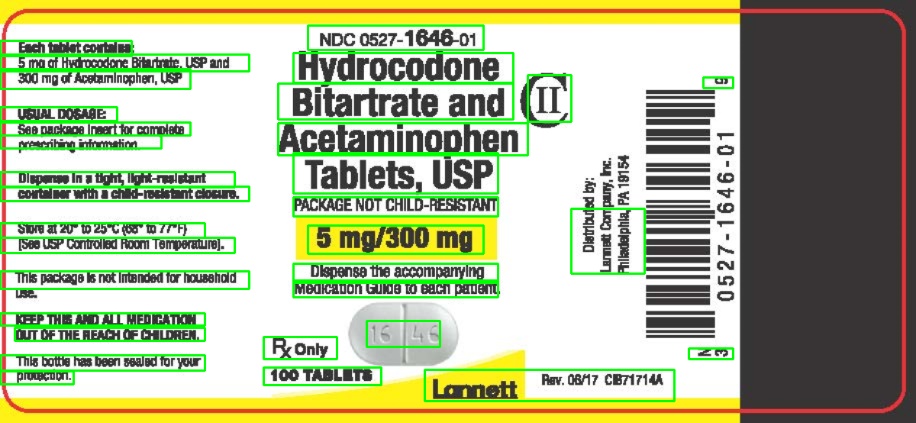 Each tablet contains:
5 mg of Hydrocodone Bitartrate, USP and
300 mg of Acetaminophen, USP
USUAL DOSAGE:
See package insert for complete
prescribing information.
Dispense in a tight, light-resistant
container with a child-resistant closure.
Store at 20° to 25°C (68° to 77°F)
[See USP Controlled Room Temperature].
This package is not intended for household
use.
KEEP THIS AND ALL MEDICATION
OUT OF THE REACH OF CHILDREN.
This bottle has been sealed for your
protection.
NDC 0527-1646-01
Hydrocodone
Bitartrate and
Acetaminophen
Tablets, USP
CII
PACKAGE NOT CHILD-RESISTANT
5 mg/300 mg
Dispense the accompanying
Medication Guide to each patient.
16 46
Rx Only
100 TABLETS
Lannett
Rev. 06/17 CIB71714A
Distributed by:
Lannett Company, Inc.
Philadelphia, PA 19154
N
3
0527-1646-01
9